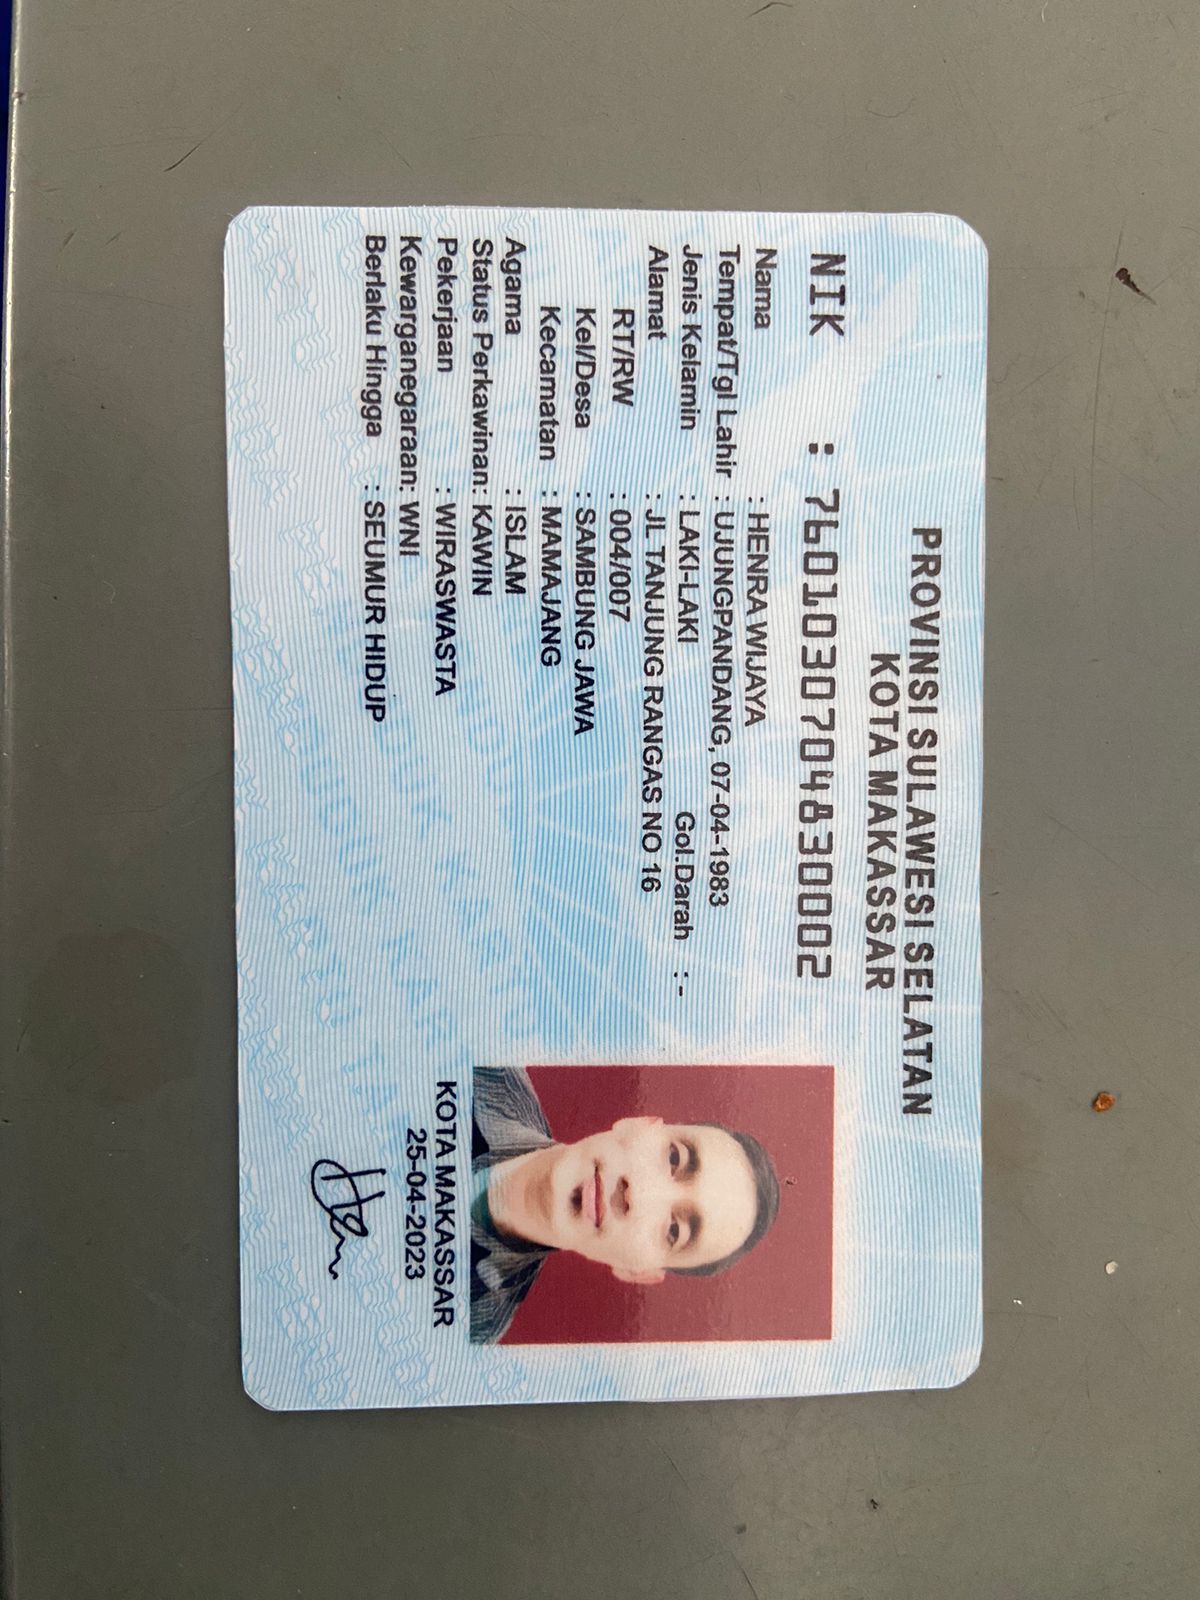 PROVINSI SULAWESI SELATAN
KOTA MAKASSAR
NIK : 7601030704830002
Nama : HENRA WIJAYA
Tempat/Tgl Lahir : UJUNGPANDANG, 07-04-1983
Jenis Kelamin : LAKI-LAKI Gol.Darah : -
Alamat : JL TANJUNG RANGAS NO 16
RT/RW : 004/007
Kel/Desa : SAMBUNG JAWA
Kecamatan : MAMAJANG
Agama : ISLAM
Status Perkawinan: KAWIN
Pekerjaan : WIRASWASTA
Kewarganegaraan: WNI
Berlaku Hingga : SEUMUR HIDUP
KOTA MAKASSAR
25-04-2023